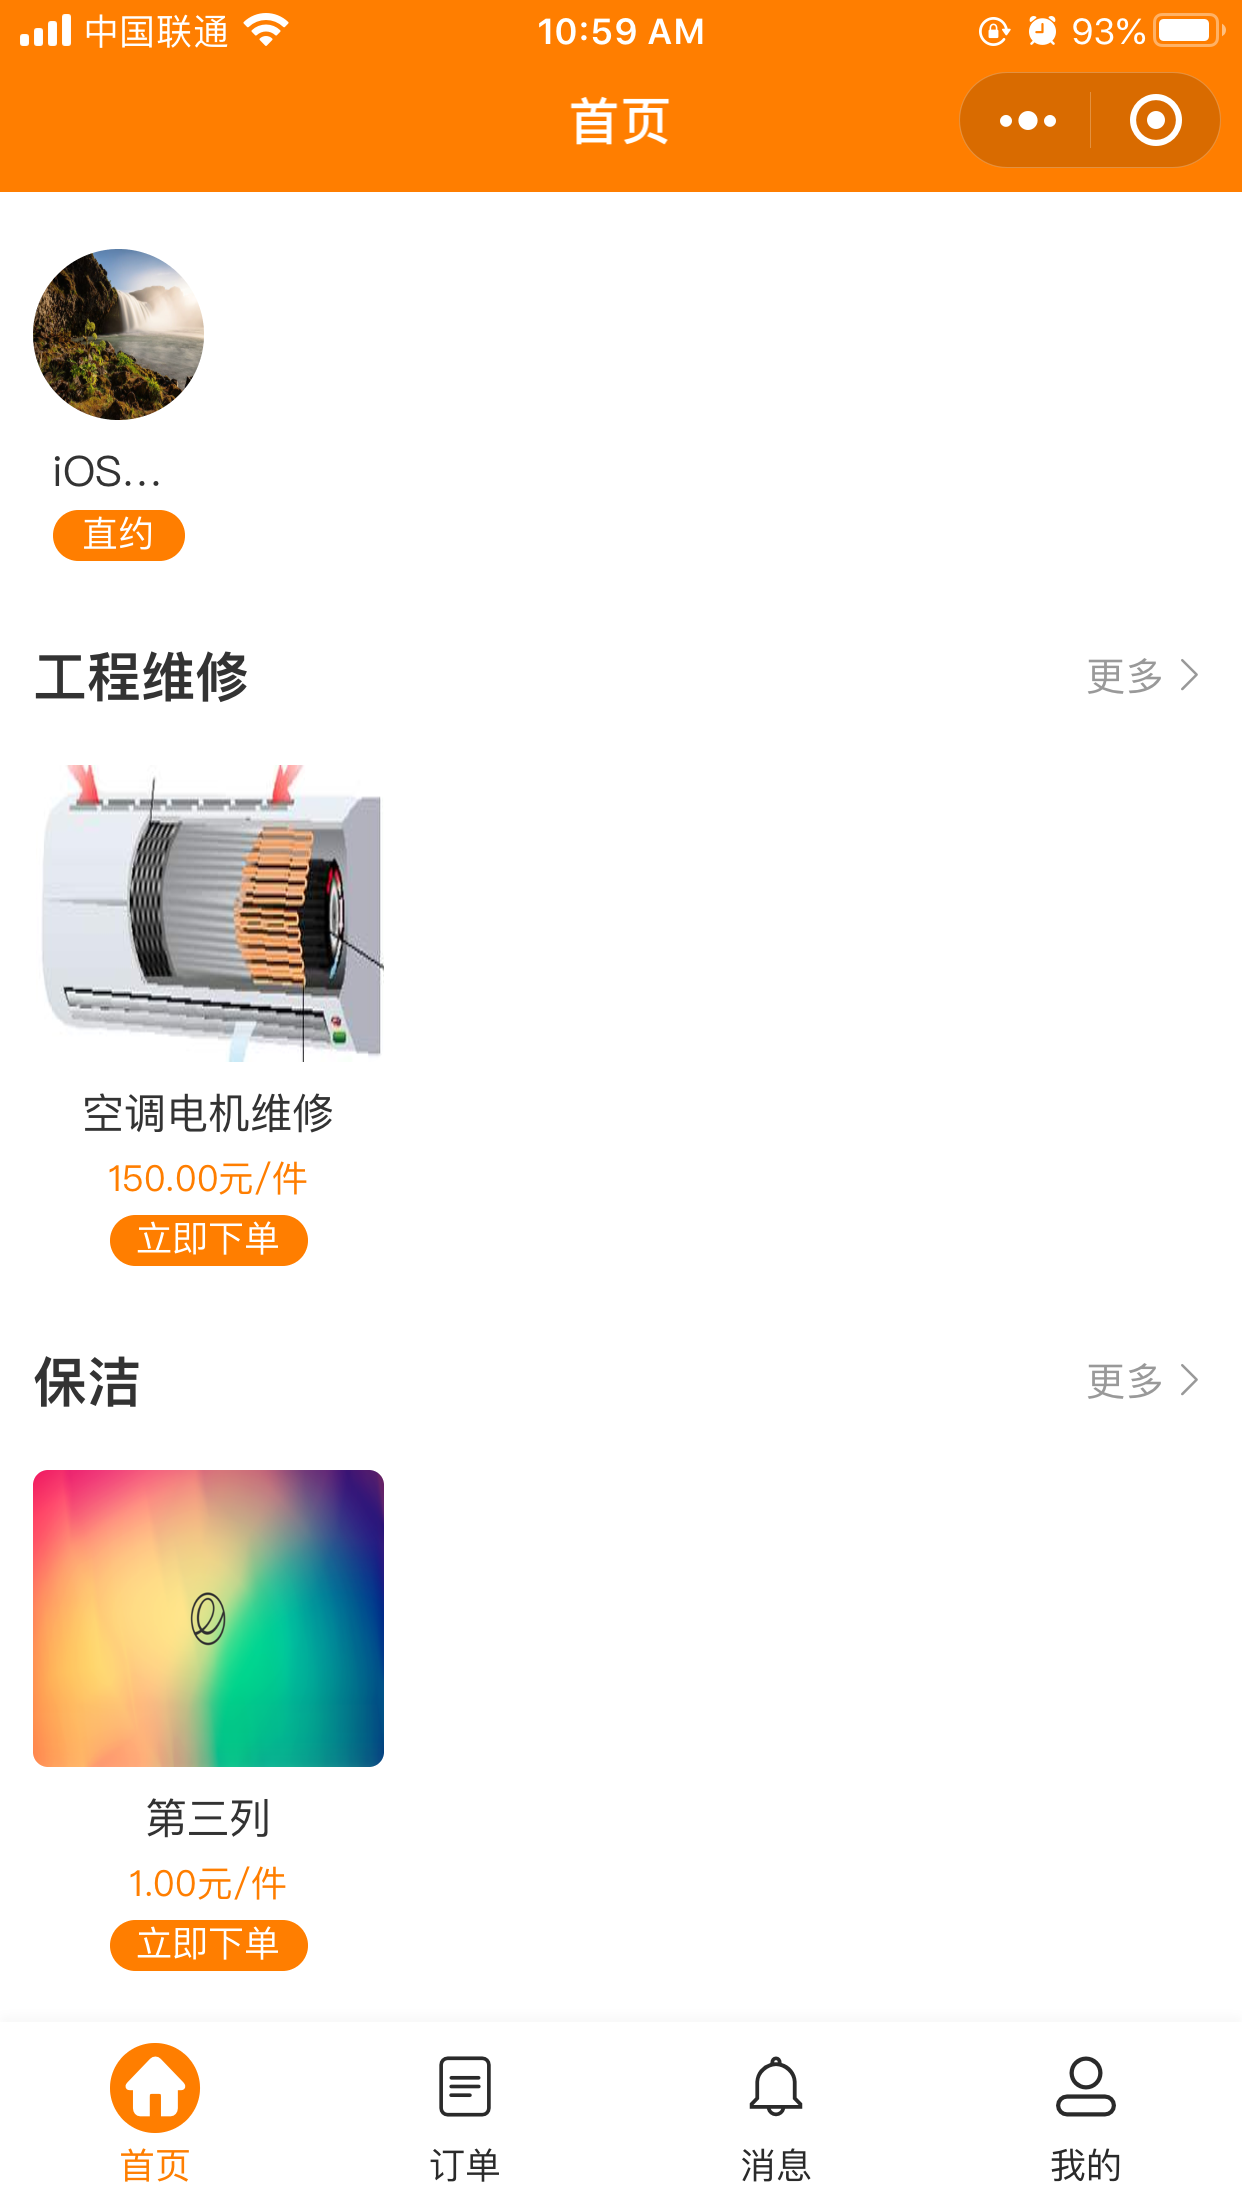 中国联通
10:59 AM
93%
首页
iOS...
直约
工程维修
更多
空调电机维修
150.00元/件
立即下单
保洁
更多
第三列
1.00元/件
立即下单
首页
订单
消息
我的